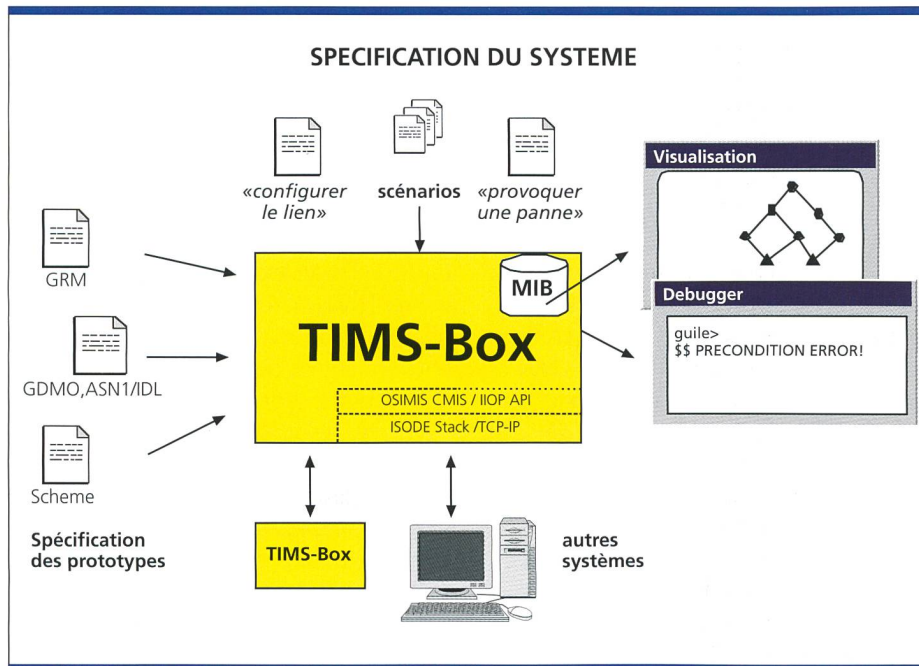 SPECIFICATION DU SYSTEME
«configurer
le lien»
scénarios
«provoquer
une panne»
Visualisation
GRM
MIB
Debugger
guile>
$$ PRECONDITION ERROR!
TIMS-Box
GDMO,ASN1/IDL
OSIMIS CMIS / IIOP API
ISODE Stack /TCP-IP
Scheme
Spécification
des prototypes
TIMS-Box
autres
systèmes